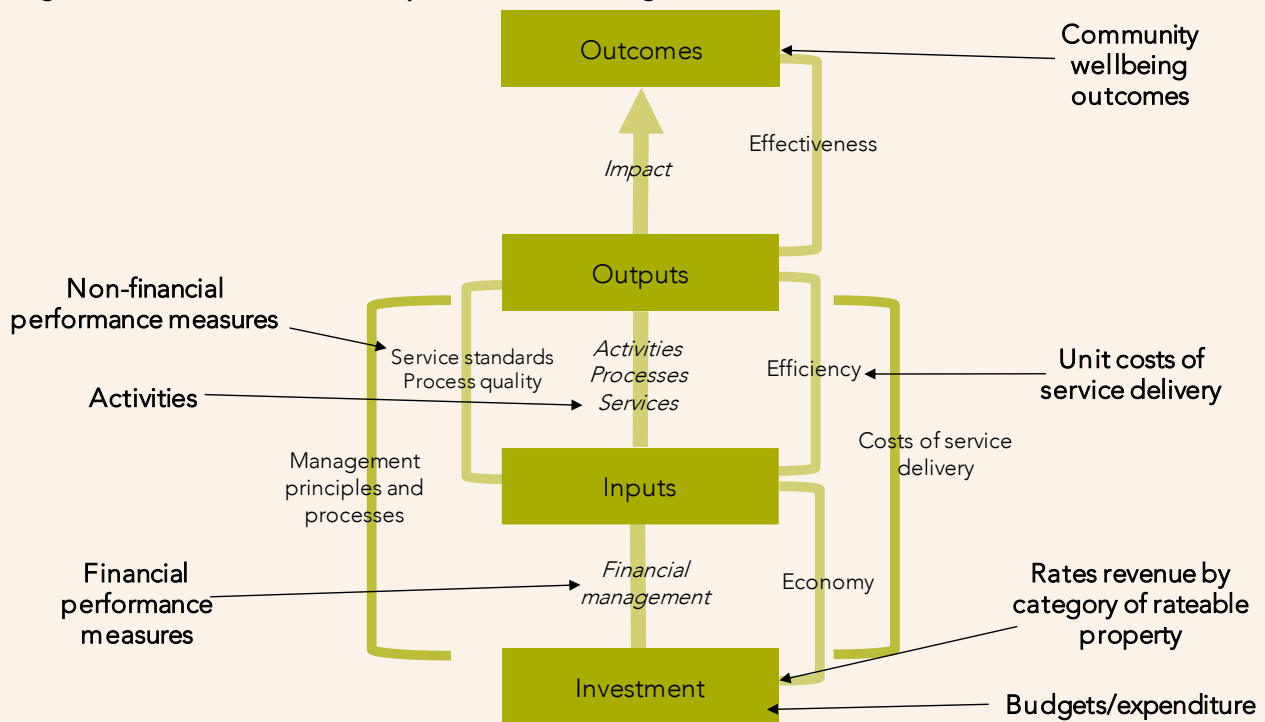 Outcomes
Community
wellbeing
outcomes
Effectiveness
Impact
Outputs
Non-financial
performance measures
Service standards
Process quality
Activities
Processes
Services
Efficiency
Unit costs of
service delivery
Activities
Costs of service
delivery
Management
principles and
processes
Inputs
Financial
performance
measures
Financial
management
Economy
Rates revenue by
category of rateable
property
Investment
Budgets/expenditure